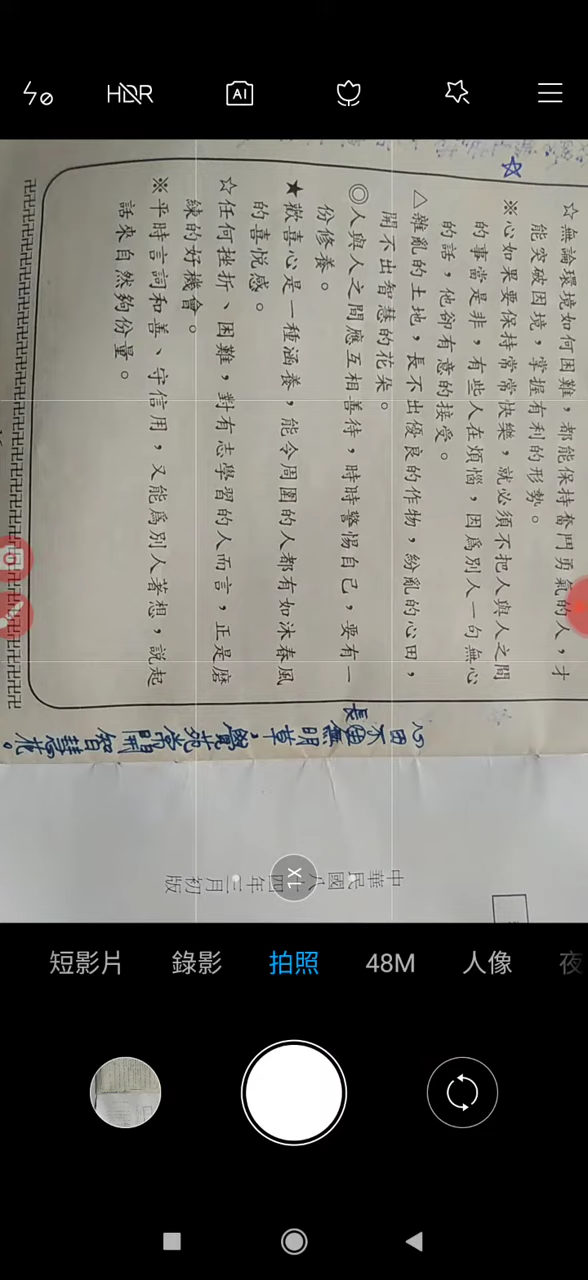 HDR
AI
☆無論環境如何困難，都能保持奮鬥勇氣的人，才
能突破困境，掌握有利的形勢。
※心如果要保持常常快樂，就必須不把人與人之間
的事當是非，有些人在煩惱，因爲別人一句無心
的話，他卻有意的接受。
△雜亂的土地，長不出優良的作物，紛亂的心田，
開不出智慧的花朵。
◎人與人之間應互相善待，時時警惕自己，要有一
份修養。
★歡喜心是一種涵養，能令周圍的人都有如沐春風
的喜悅感。
☆任何挫折、困難，對有志學習的人而言，正是磨
練的好機會。
※平時言詞和善、守信用，又能爲別人著想，說起
話來自然夠份量。
心田不長無明草，覺苑常開智慧花。
中華民國八十四年三月初版
1X
短影片
錄影
拍照
48M
人像
夜